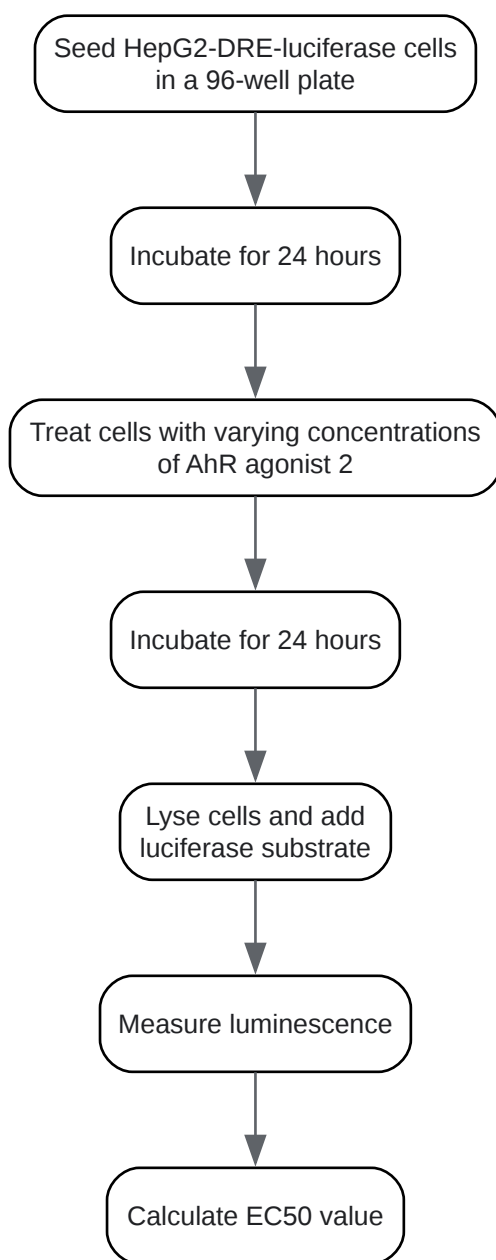 Seed HepG2-DRE-luciferase cells
in a 96-well plate
Incubate for 24 hours
Treat cells with varying concentrations
of AhR agonist 2
Incubate for 24 hours
Lyse cells and add
luciferase substrate
Measure luminescence
Calculate EC50 value